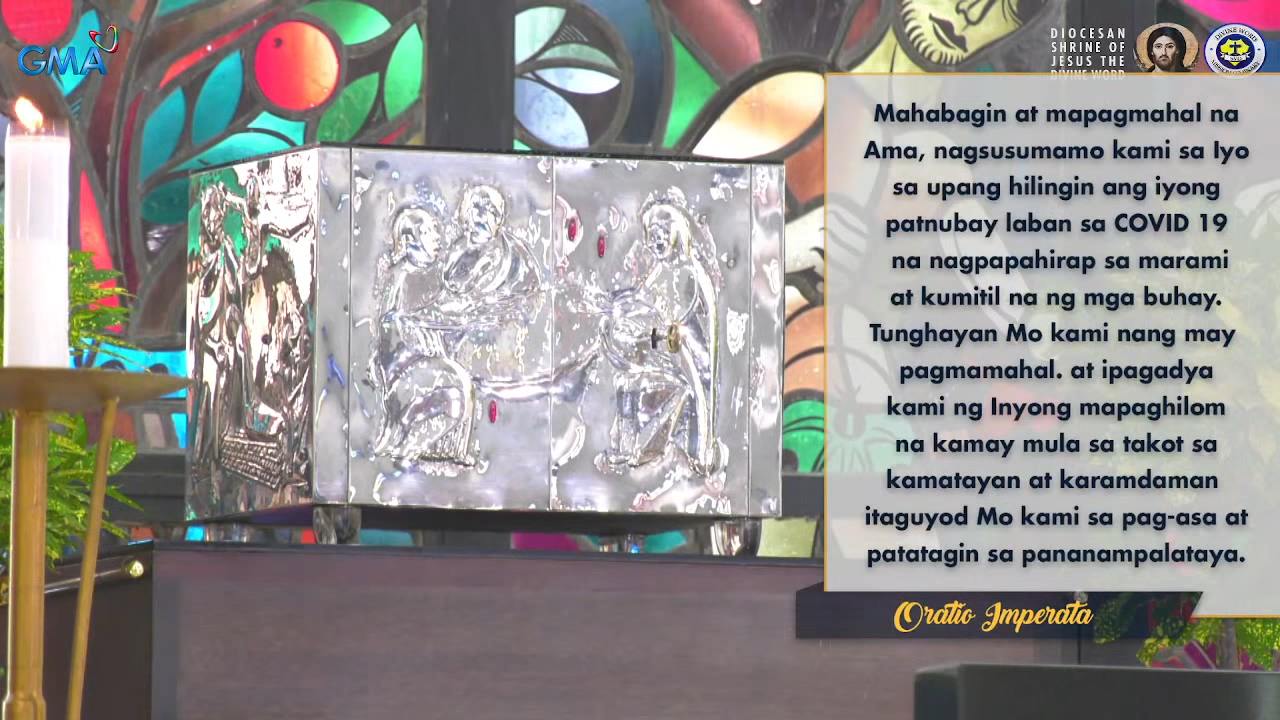 GMA
DIOCESAN
SHRINE OF
JESUS THE
DIVINE WORD
Mahabagin at mapagmahal na
Ama, nagsusumamo kami sa Iyo
sa upang hilingin ang iyong
patnubay laban sa COVID 19
na nagpapahirap sa marami
at kumitil na ng mga buhay.
Tunghayan Mo kami nang may
pagmamahal. at ipagadya
kami ng Inyong mapaghilom
na kamay mula sa takot sa
kamatayan at karamdaman
itaguyod Mo kami sa pag-asa at
patatagin sa pananampalataya.
Oratio Imperata